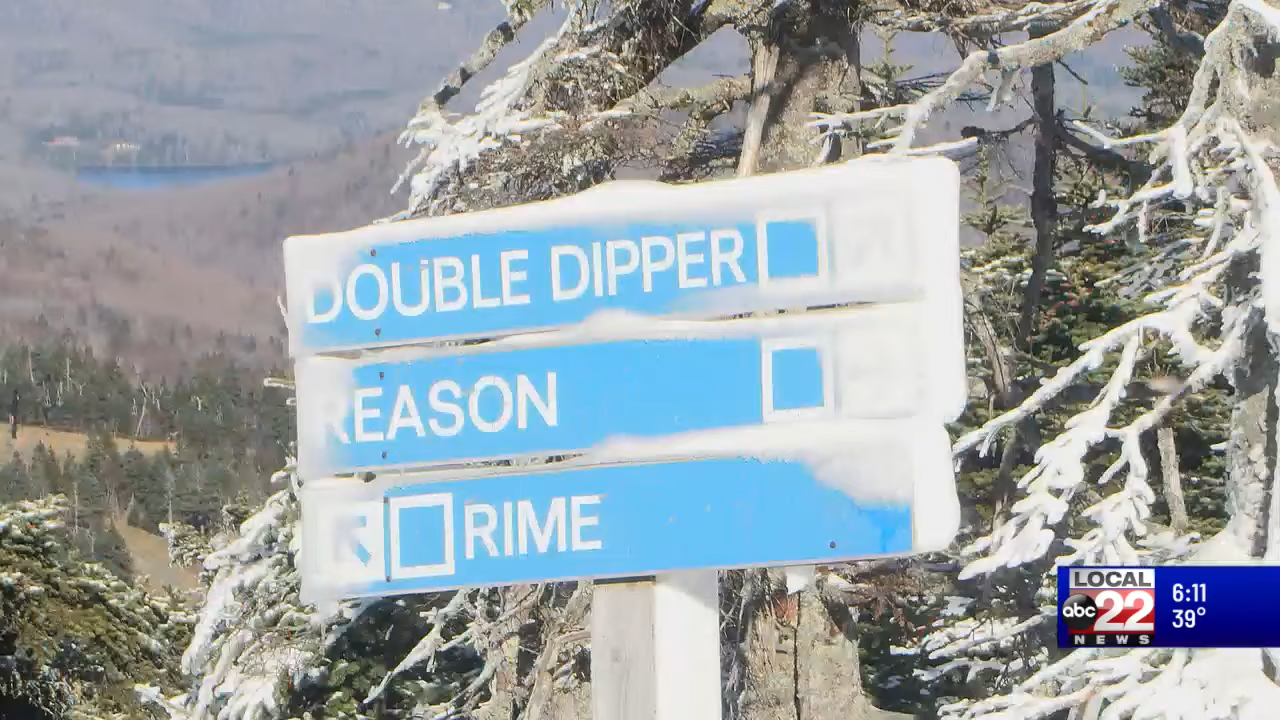 DOUBLE DIPPER
REASON
RIME
LOCAL
abc 22
NEWS
6:11
39°